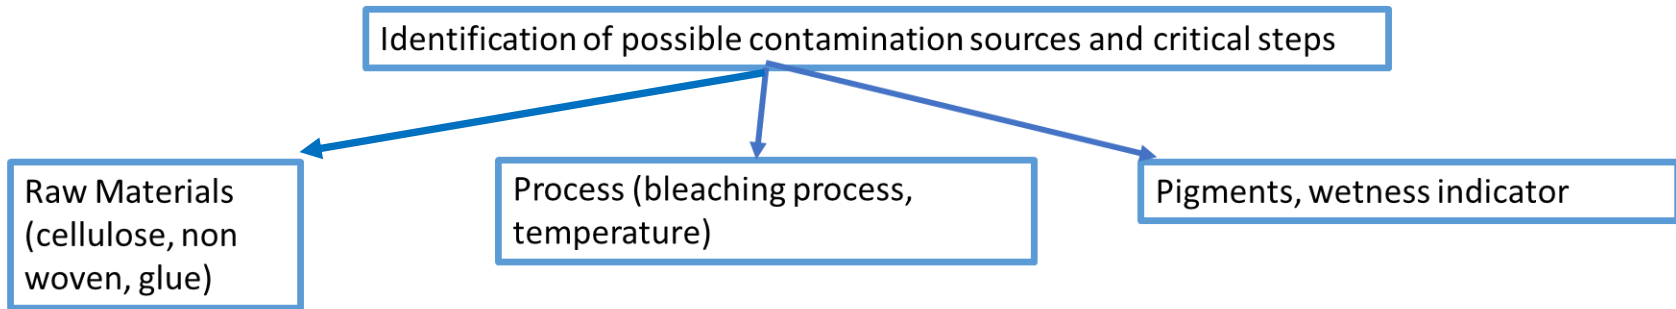 Identification of possible contamination sources and critical steps
Raw Materials
(cellulose, non
woven, glue)
Process (bleaching process,
temperature)
Pigments, wetness indicator